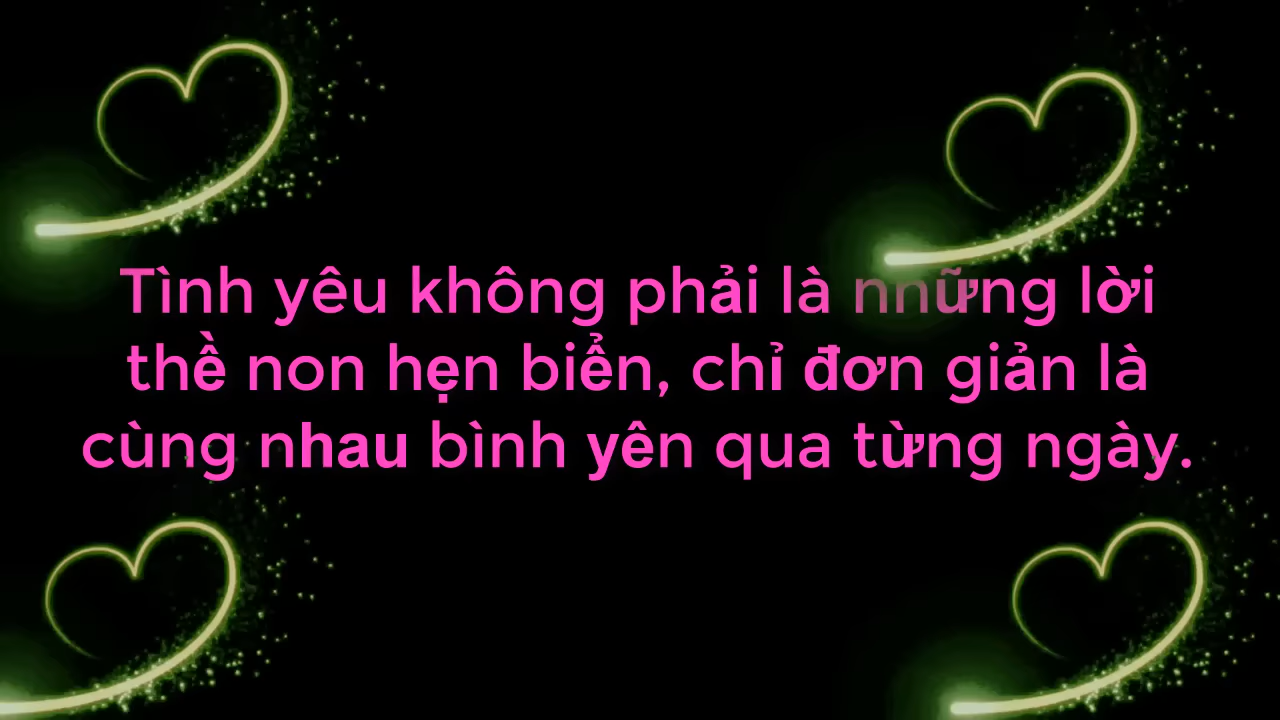 Tình yêu không phải là những lời
thề non hẹn biển, chỉ đơn giản là
cùng nhau bình yên qua từng ngày.